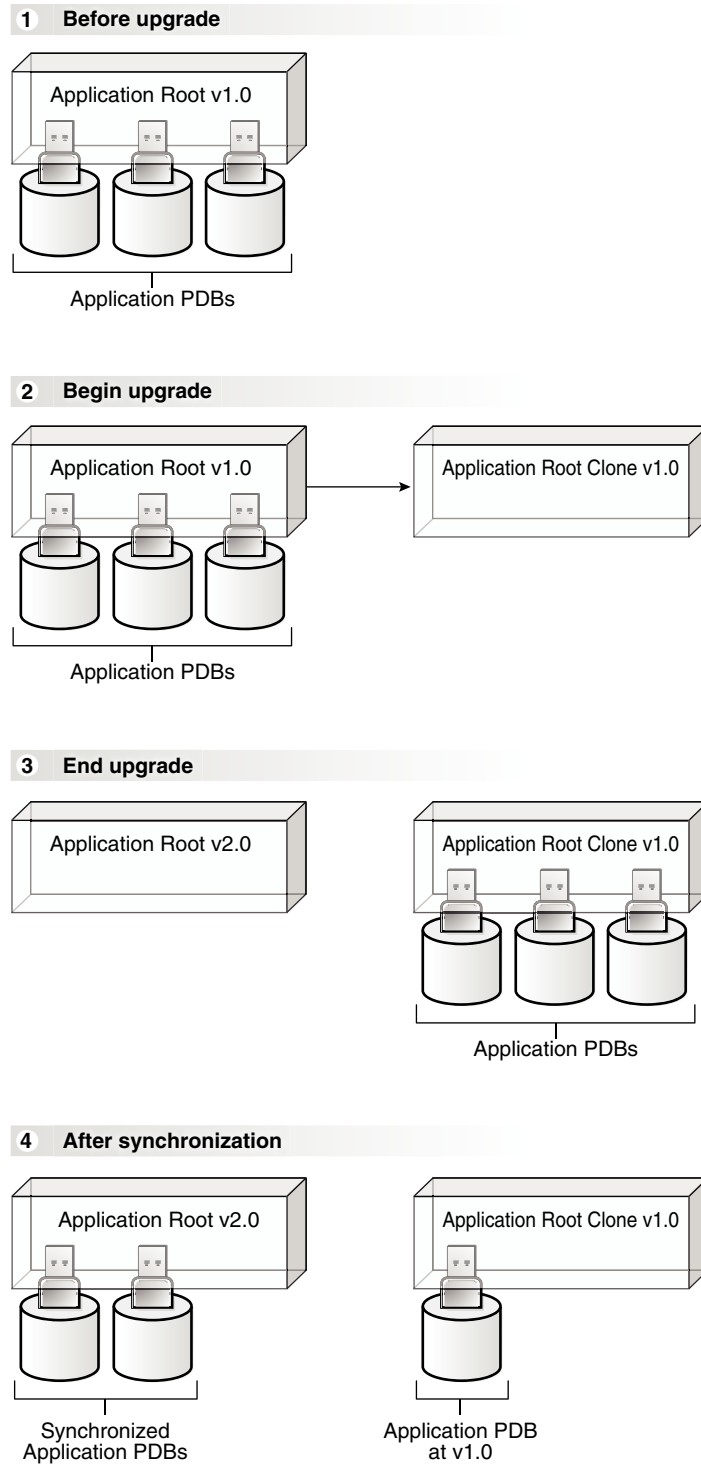 1 Before upgrade
Application Root v1.0
Application PDBs
2 Begin upgrade
Application Root v1.0
Application Root Clone v1.0
Application PDBs
3 End upgrade
Application Root v2.0
Application Root Clone v1.0
Application PDBs
4 After synchronization
Application Root v2.0
Application Root Clone v1.0
Synchronized
Application PDBs
Application PDB
at v1.0